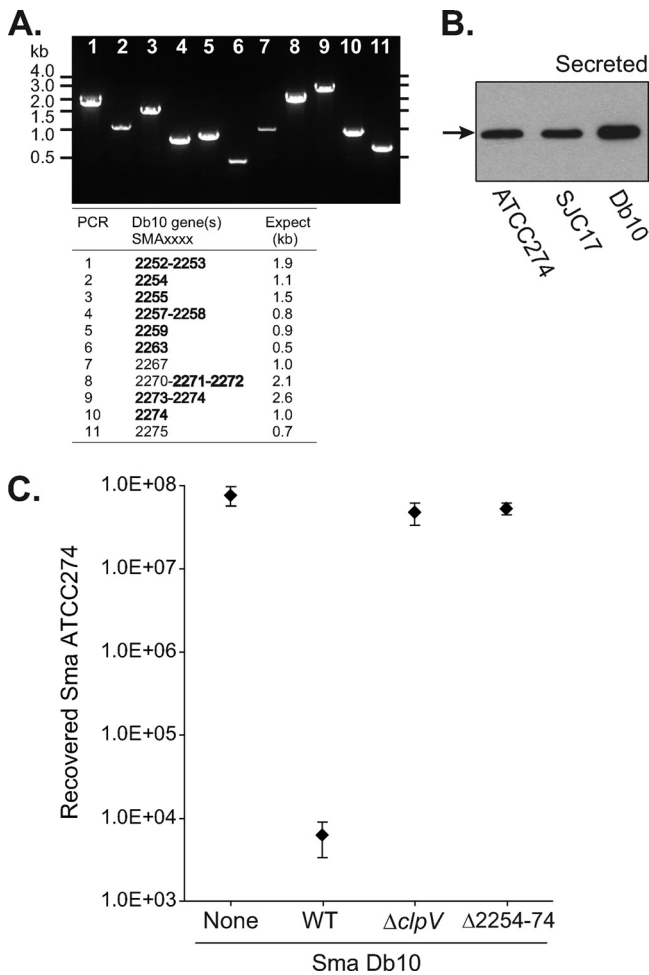 A.
B.
kb
1 2 3 4 5 6 7 8 9 10 11
4.0
3.0
2.0
1.5
1.0
0.5
Secreted
ATCC274
SJC17
Db10
PCR Db10 gene(s) Expect
SMAxxxx (kb)
1 2252-2253 1.9
2 2254 1.1
3 2255 1.5
4 2257-2258 0.8
5 2259 0.9
6 2263 0.5
7 2267 1.0
8 2270-2271-2272 2.1
9 2273-2274 2.6
10 2274 1.0
11 2275 0.7
C.
Recovered Sma ATCC274
1.0E+08
1.0E+07
1.0E+06
1.0E+05
1.0E+04
1.0E+03
None WT ΔclpV Δ2254-74
Sma Db10